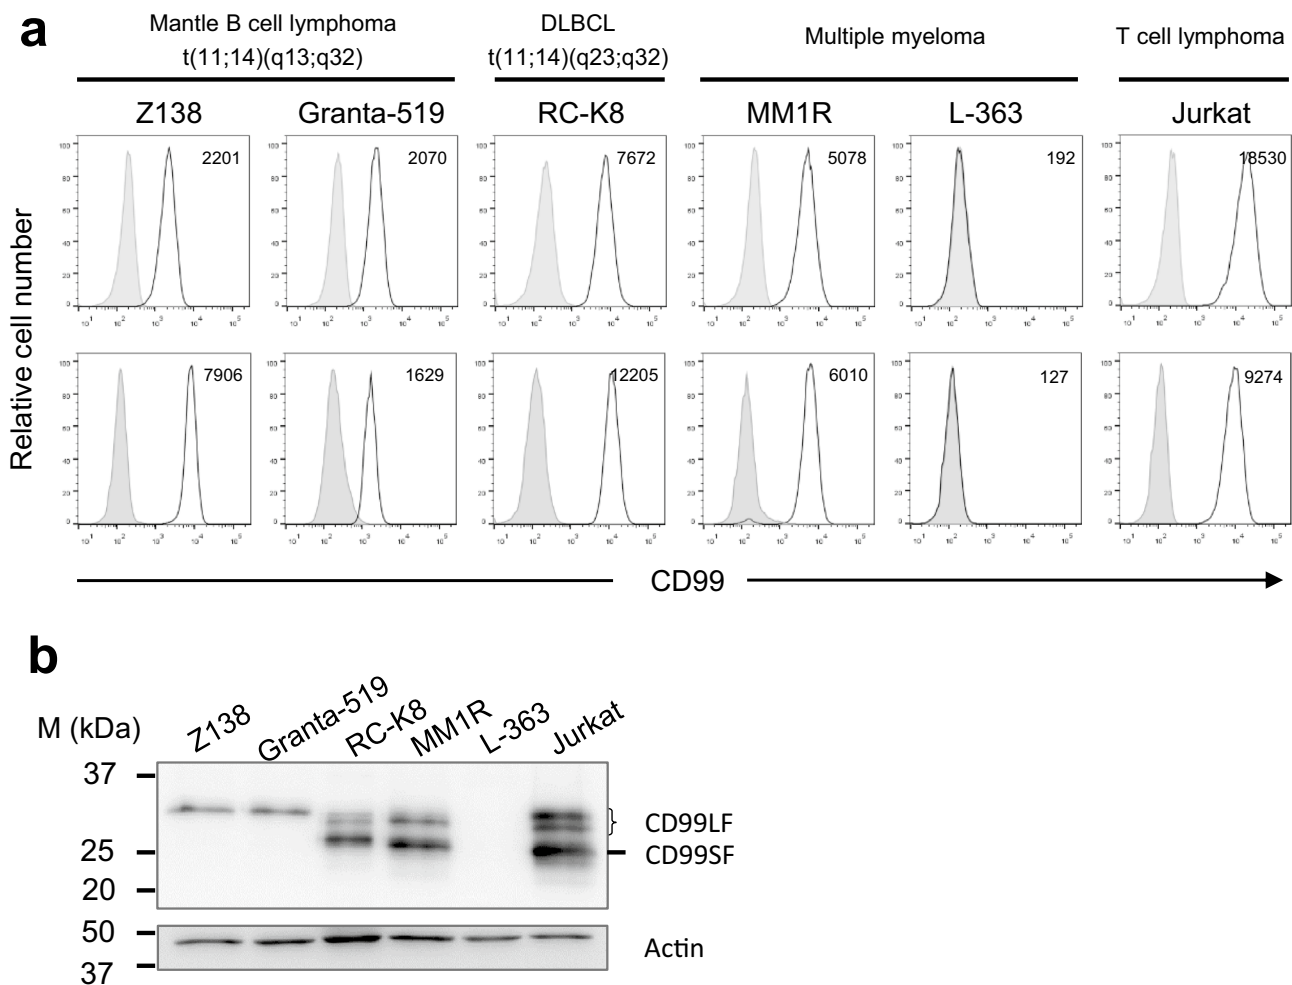 a
Mantle B cell lymphoma
t(11;14)(q13;q32)
DLBCL
t(11;14)(q23;q32)
Multiple myeloma
T cell lymphoma
Z138 Granta-519 RC-K8 MM1R L-363 Jurkat
2201 2070 7672 5078 192 18530
7906 1629 12205 6010 127 9274
Relative cell number
CD99
b
M (kDa) Z138 Granta-519 RC-K8 MM1R L-363 Jurkat
37
CD99LF
25 CD99SF
20
50
Actin
37